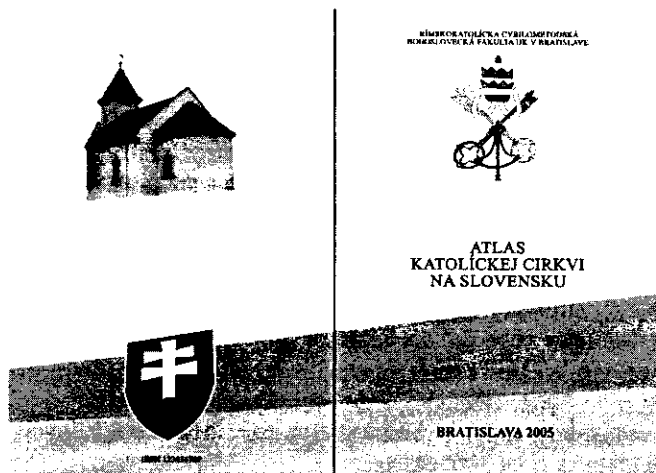 RÍMSKOKATOLÍCKA CYRILOMETODSKÁ
BOHOSLOVECKÁ FAKULTA UK V BRATISLAVE
ATLAS
KATOLÍCKEJ CIRKVI
NA SLOVENSKU
BRATISLAVA 2005